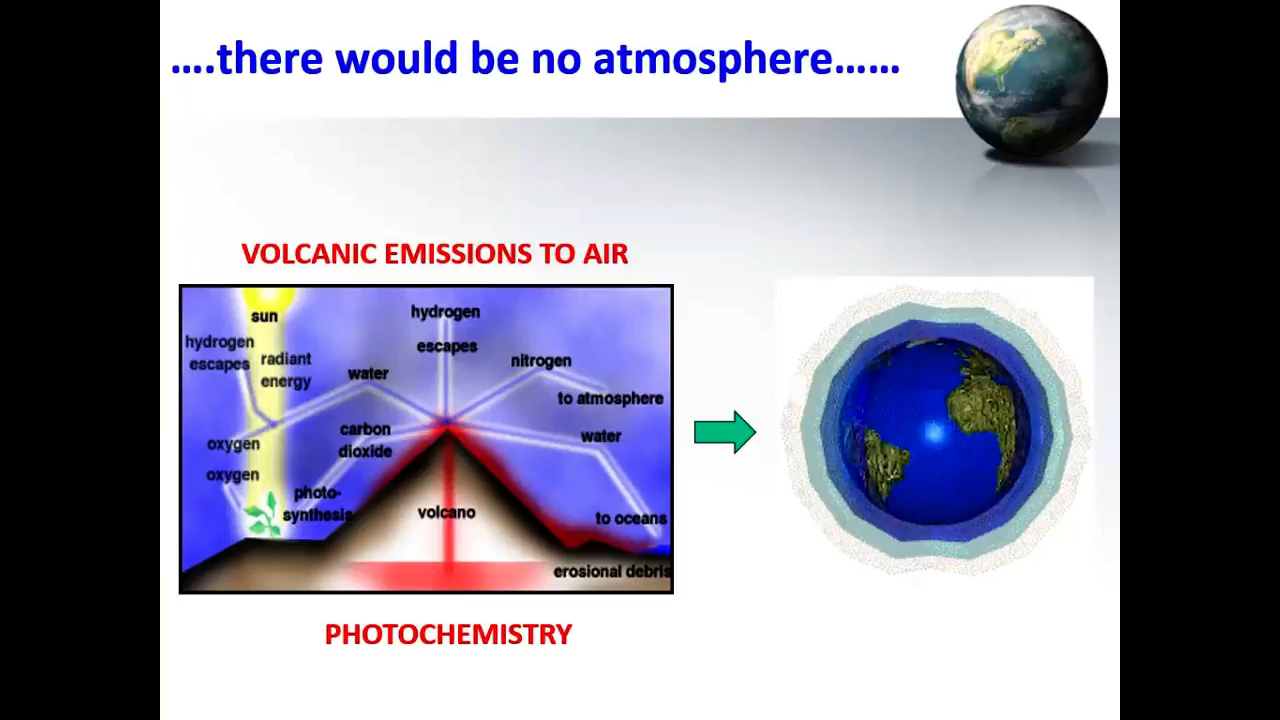 ....there would be no atmosphere......
VOLCANIC EMISSIONS TO AIR
sun
hydrogen
escapes
radiant
energy
water
hydrogen
escapes
nitrogen
to atmosphere
oxygen
carbon
dioxide
water
oxygen
photo-
synthesis
volcano
to oceans
erosional debris
PHOTOCHEMISTRY